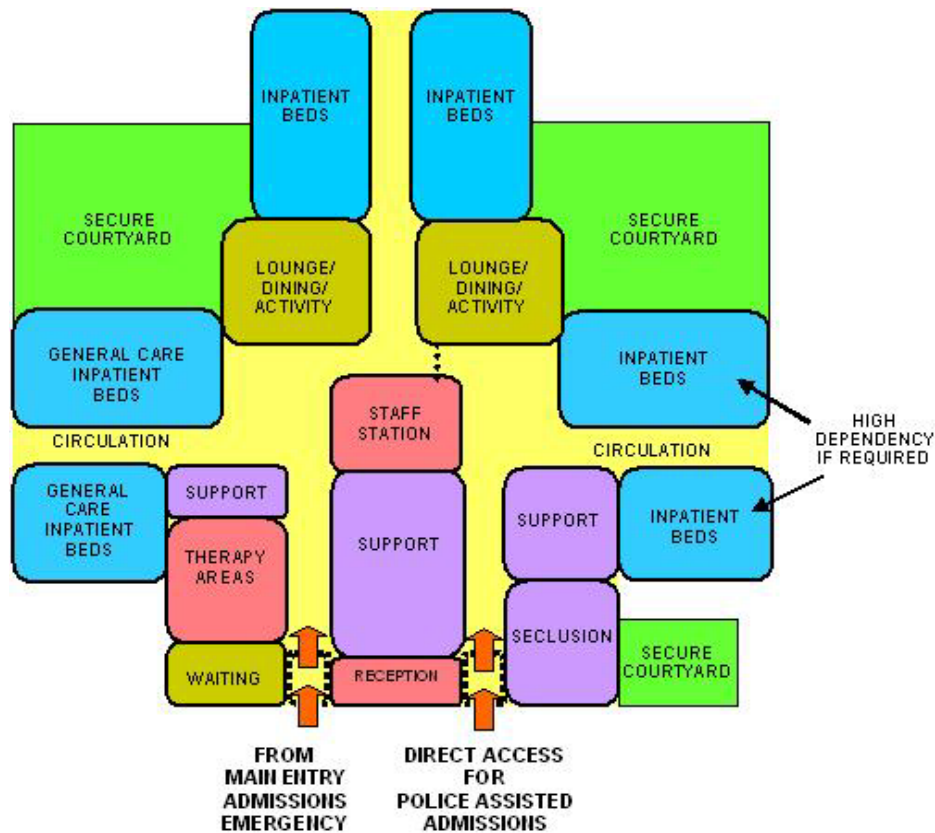 INPATIENT
BEDS
INPATIENT
BEDS
SECURE
COURTYARD
LOUNGE/
DINING/
ACTIVITY
LOUNGE/
DINING/
ACTIVITY
SECURE
COURTYARD
GENERAL CARE
INPATIENT
BEDS
INPATIENT
BEDS
STAFF
STATION
HIGH
DEPENDENCY
IF REQUIRED
CIRCULATION
CIRCULATION
GENERAL
CARE
INPATIENT
BEDS
SUPPORT
SUPPORT
SUPPORT
INPATIENT
BEDS
THERAPY
AREAS
SECLUSION
SECURE
COURTYARD
WAITING
RECEPTION
FROM
MAIN ENTRY
ADMISSIONS
EMERGENCY
DIRECT ACCESS
FOR
POLICE ASSISTED
ADMISSIONS